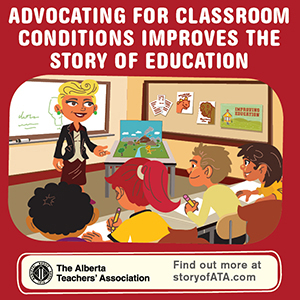 ADVOCATING FOR CLASSROOM
CONDITIONS IMPROVES THE
STORY OF EDUCATION
IMPROVING
EDUCATION
The Alberta
Teachers' Association
Find out more at
storyofATA.com